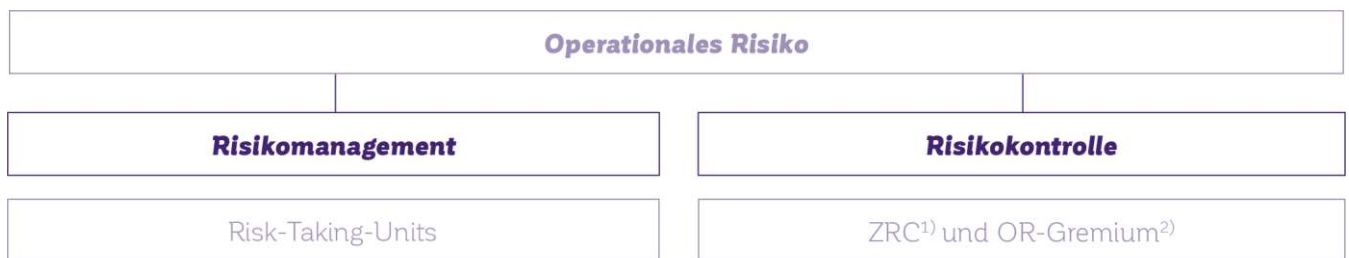 Operationales Risiko
Risikomanagement
Risikokontrolle
Risk-Taking-Units
ZRC1) und OR-Gremium2)